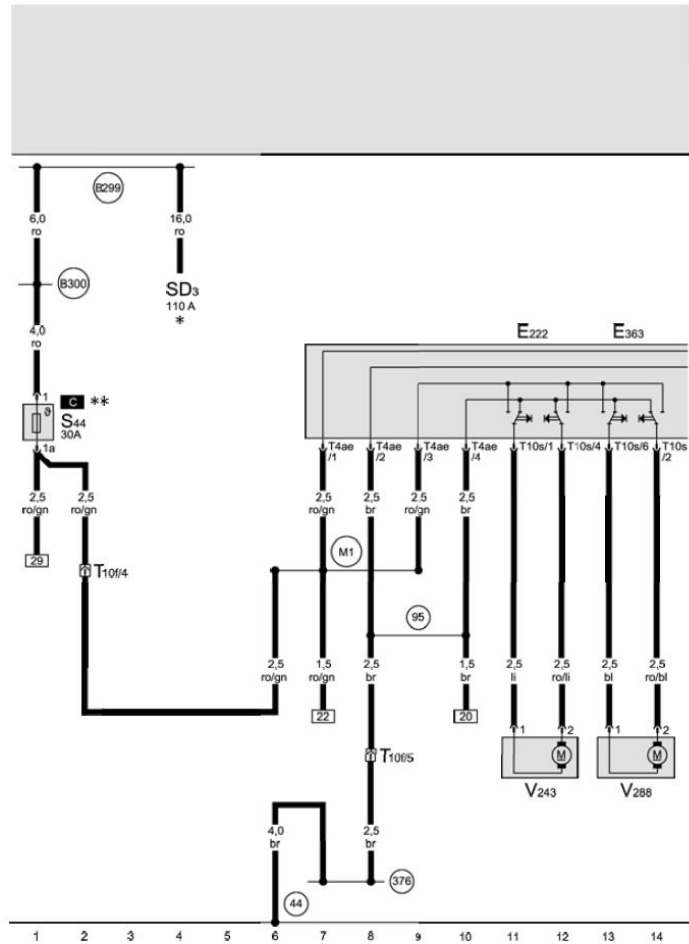 B299
6,0
ro
16,0
ro
B300
SD3
110 A
*
4,0
ro
E222 E363
1
C **
S44
30A
1a
T4ae
/1
T4ae
/2
T4ae
/3
T4ae
/4
T10s/1
T10s/4
T10s/6
T10s
/2
2,5
ro/gn
2,5
ro/gn
2,5
ro/gn
2,5
br
2,5
ro/gn
2,5
br
M1
29
T10f/4
95
2,5
ro/gn
1,5
ro/gn
2,5
br
1,5
br
2,5
li
2,5
ro/li
2,5
bl
2,5
ro/bl
22
20
1 2 1 2
M M
T10f/5
V243 V288
4,0
br
2,5
br
376
44
1 2 3 4 5 6 7 8 9 10 11 12 13 14